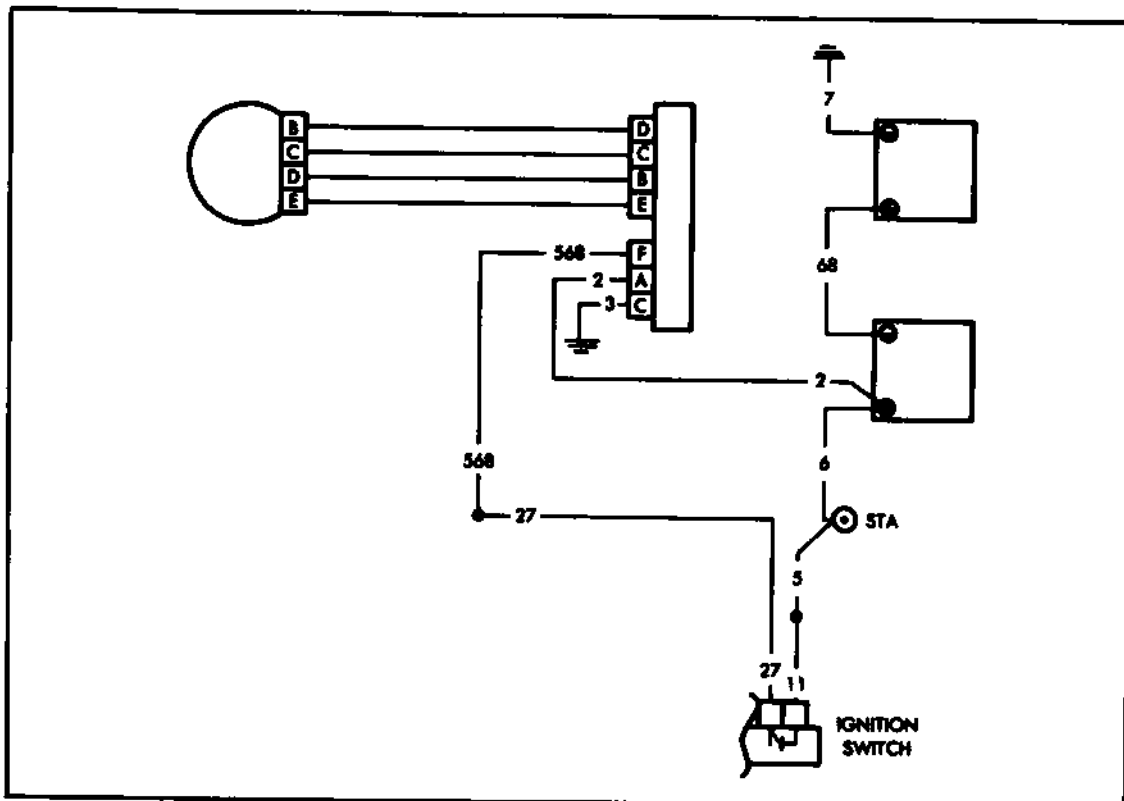 7
B D
C C
D B
E E
568 F
2 A
3 C
68
2
568
6
27
STA
5
27 11
IGNITION
SWITCH